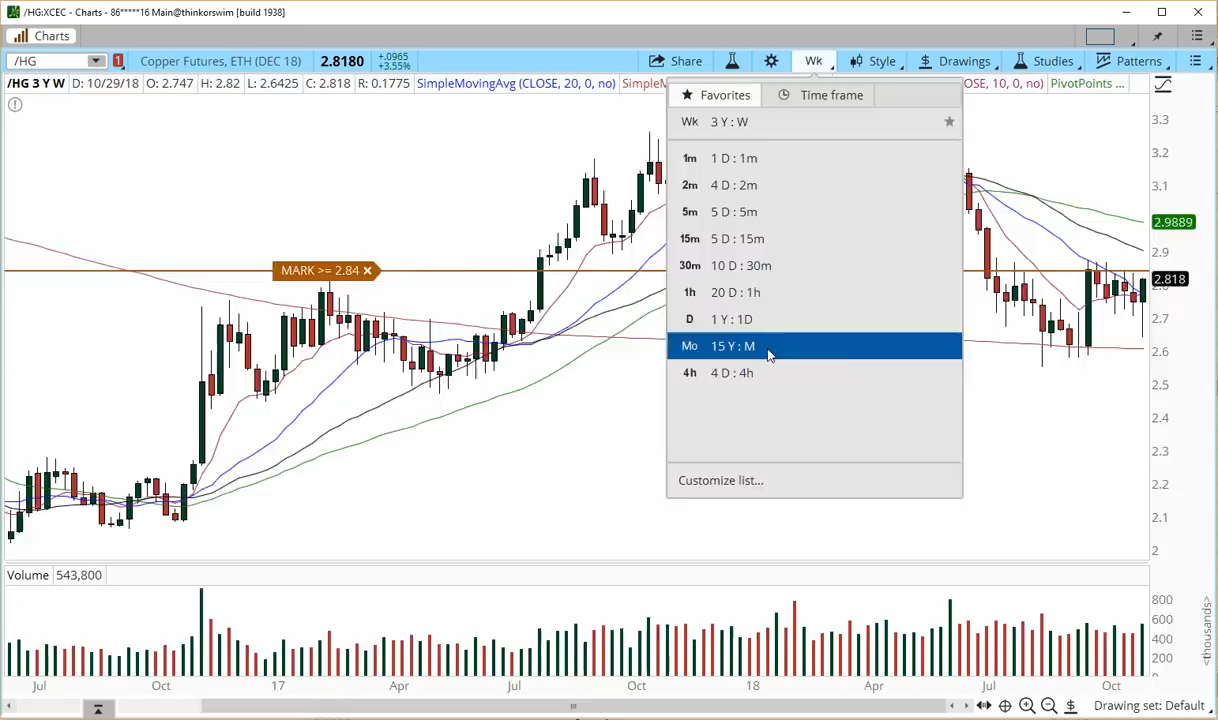 /HG:XCEC - Charts - 86*****16 Main@thinkorswim [build 1938]
Charts
/HG 1 Copper Futures, ETH (DEC 18) 2.8180 +.0965 +3.55% Share Wk Style Drawings Studies Patterns
/HG 3 Y W D: 10/29/18 O: 2.747 H: 2.82 L: 2.6425 C: 2.818 R: 0.1775 SimpleMovingAvg (CLOSE, 20, 0, no) SimpleM OSE, 10, 0, no) PivotPoints ...
Favorites Time frame
Wk 3 Y : W
1m 1 D : 1m
2m 4 D : 2m
5m 5 D : 5m
15m 5 D : 15m
30m 10 D : 30m
1h 20 D : 1h
D 1 Y : 1D
Mo 15 Y : M
4h 4 D : 4h
Customize list...
MARK >= 2.84
3.3
3.2
3.1
2.9889
2.9
2.818
2.7
2.6
2.5
2.4
2.3
2.2
2.1
2
Volume 543,800
800
600
400
200
<thousands>
Jul Oct 17 Apr Jul Oct 18 Apr Jul Oct
Drawing set: Default